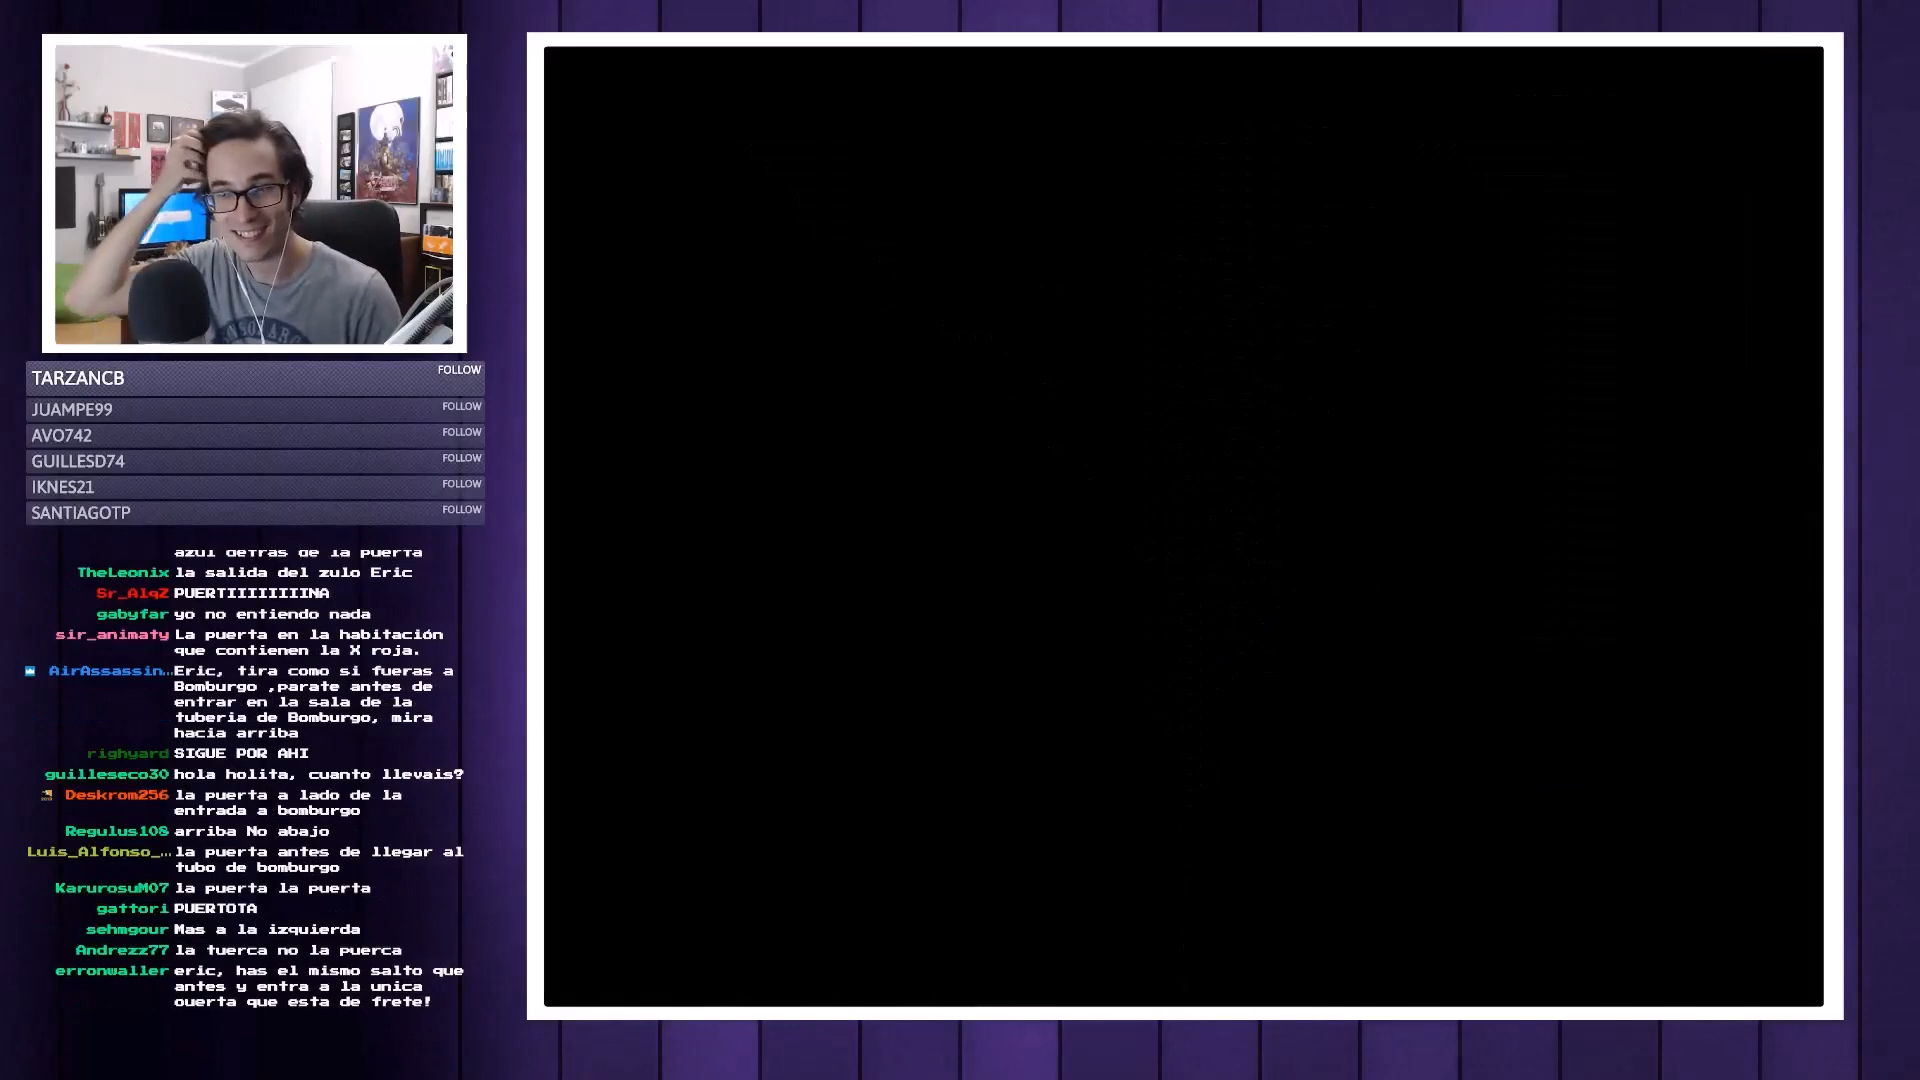 TARZANCB FOLLOW
JUAMPE99 FOLLOW
AVO742 FOLLOW
GUILLESD74 FOLLOW
IKNES21 FOLLOW
SANTIAGOTP FOLLOW
azul detras de la puerta
TheLeonix la salida del zulo Eric
Sr_AlqZ PUERTIIIIIIIIINA
gabyfar yo no entiendo nada
sir_animaty La puerta en la habitación
que contienen la X roja.
AirAssassin… Eric, tira como si fueras a
Bomburgo ,parate antes de
entrar en la sala de la
tuberia de Bomburgo, mira
hacia arriba
righyard SIGUE POR AHI
guilleseco30 hola holita, cuanto llevais?
Deskrom256 la puerta a lado de la
entrada a bomburgo
Regulus108 arriba No abajo
Luis_Alfonso_… la puerta antes de llegar al
tubo de bomburgo
KarurosuM07 la puerta la puerta
gattori PUERTOTA
sehmgour Mas a la izquierda
Andrezz77 la tuerca no la puerca
erronwaller eric, has el mismo salto que
antes y entra a la unica
ouerta que esta de frete!